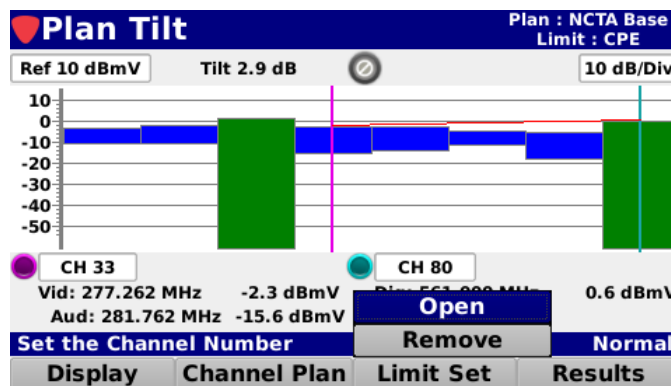 Plan Tilt
Plan : NCTA Base
Limit : CPE
Ref 10 dBmV
Tilt 2.9 dB
10 dB/Div
10
0
-10
-20
-30
-40
-50
CH 33
CH 80
Vid: 277.262 MHz -2.3 dBmV
0.6 dBmV
Aud: 281.762 MHz -15.6 dBmV
Open
Remove
Set the Channel Number
Normal
Display
Channel Plan
Limit Set
Results